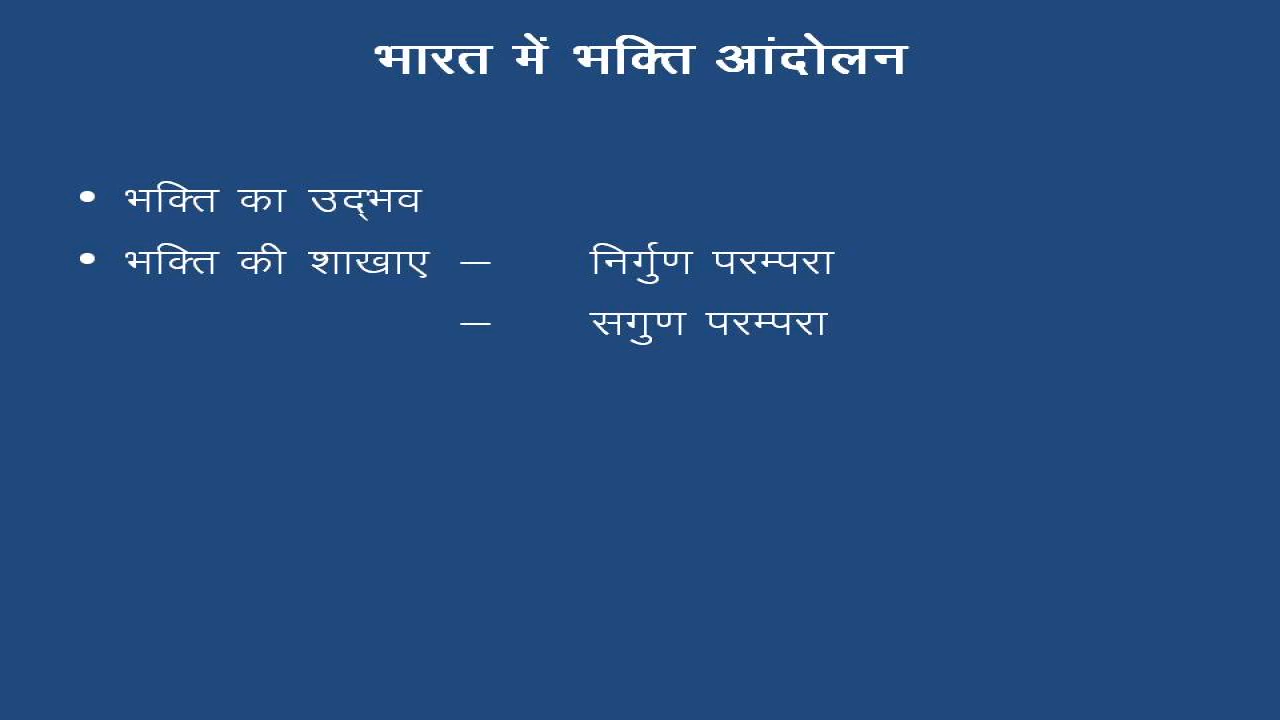 भारत में भक्ति आंदोलन
• भक्ति का उद्भव
• भक्ति की शाखाए — निर्गुण परम्परा
— सगुण परम्परा